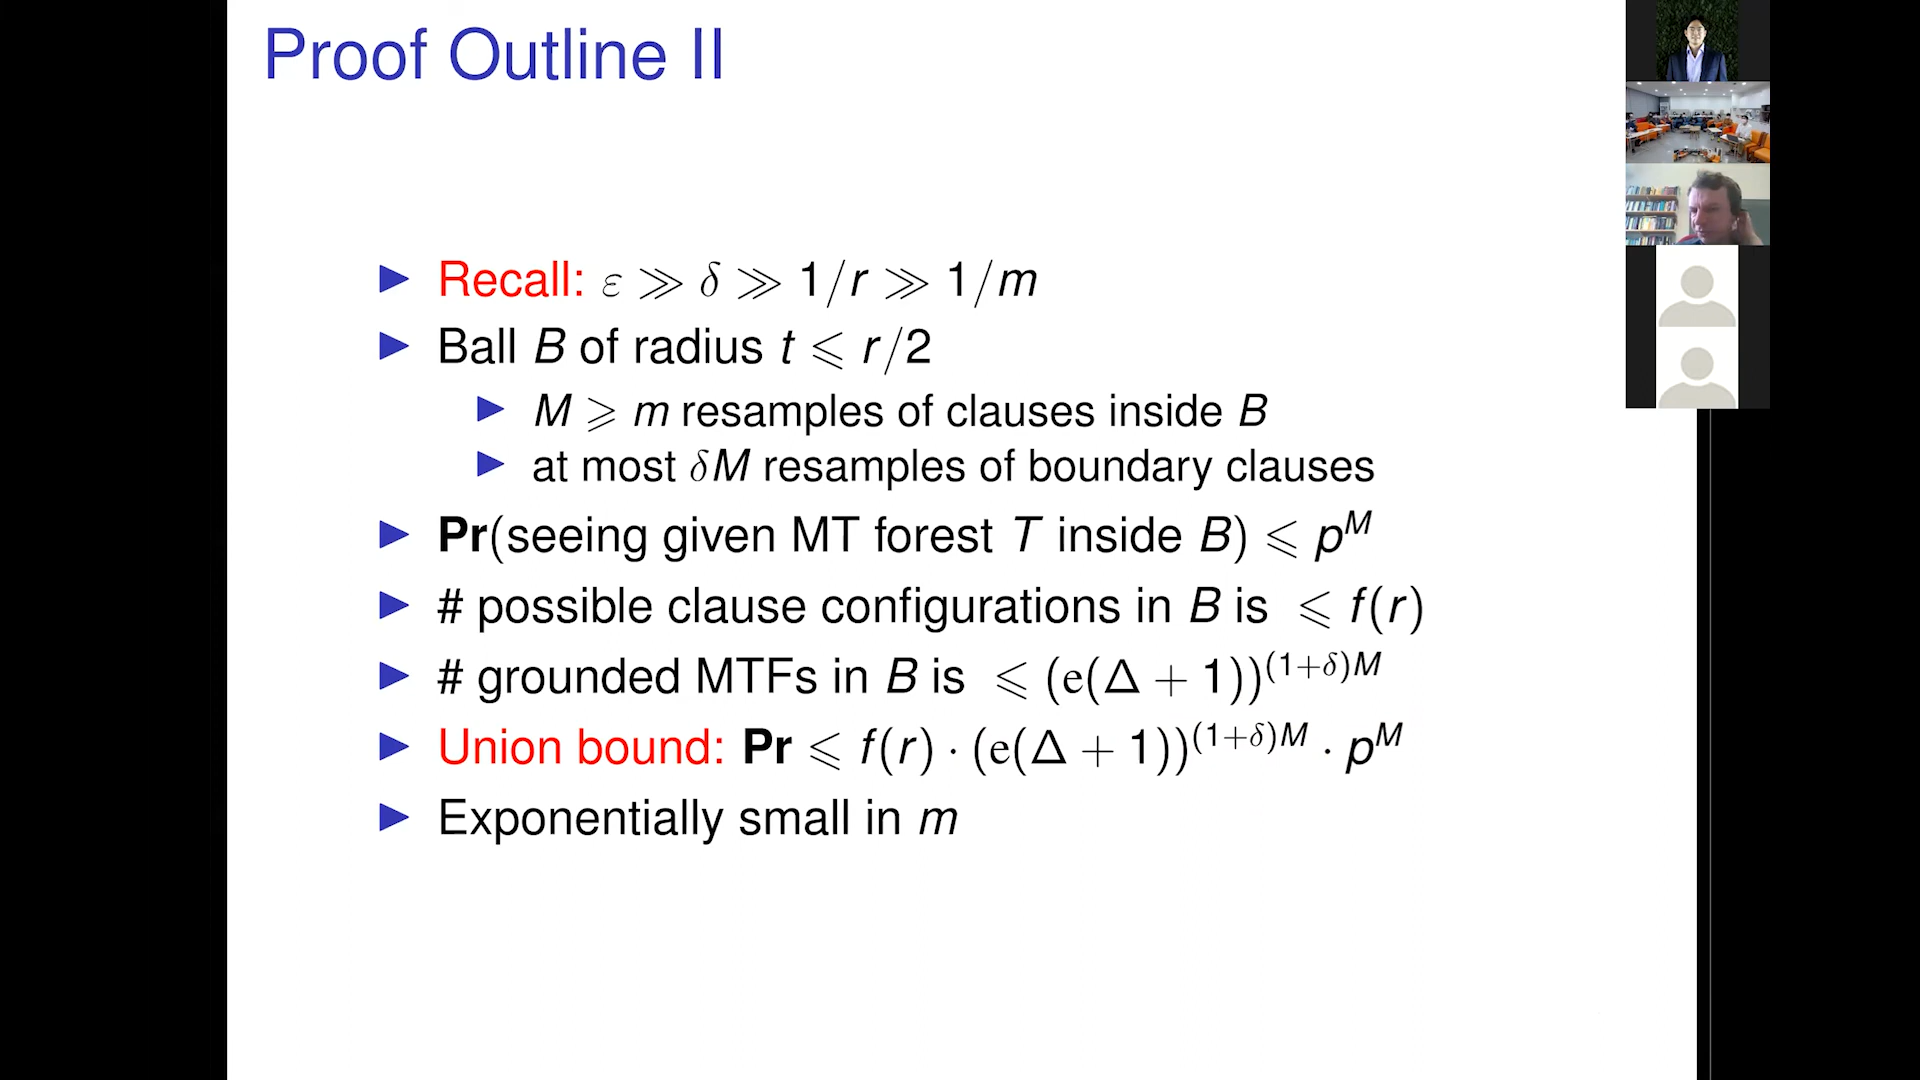 Proof Outline II
▶ Recall: ε ≫ δ ≫ 1/r ≫ 1/m
▶ Ball B of radius t ⩽ r/2
▶ M ⩾ m resamples of clauses inside B
▶ at most δM resamples of boundary clauses
▶ Pr(seeing given MT forest T inside B) ⩽ p^M
▶ # possible clause configurations in B is ⩽ f(r)
▶ # grounded MTFs in B is ⩽ (e(Δ + 1))^(1+δ)M
▶ Union bound: Pr ⩽ f(r) · (e(Δ + 1))^(1+δ)M · p^M
▶ Exponentially small in m